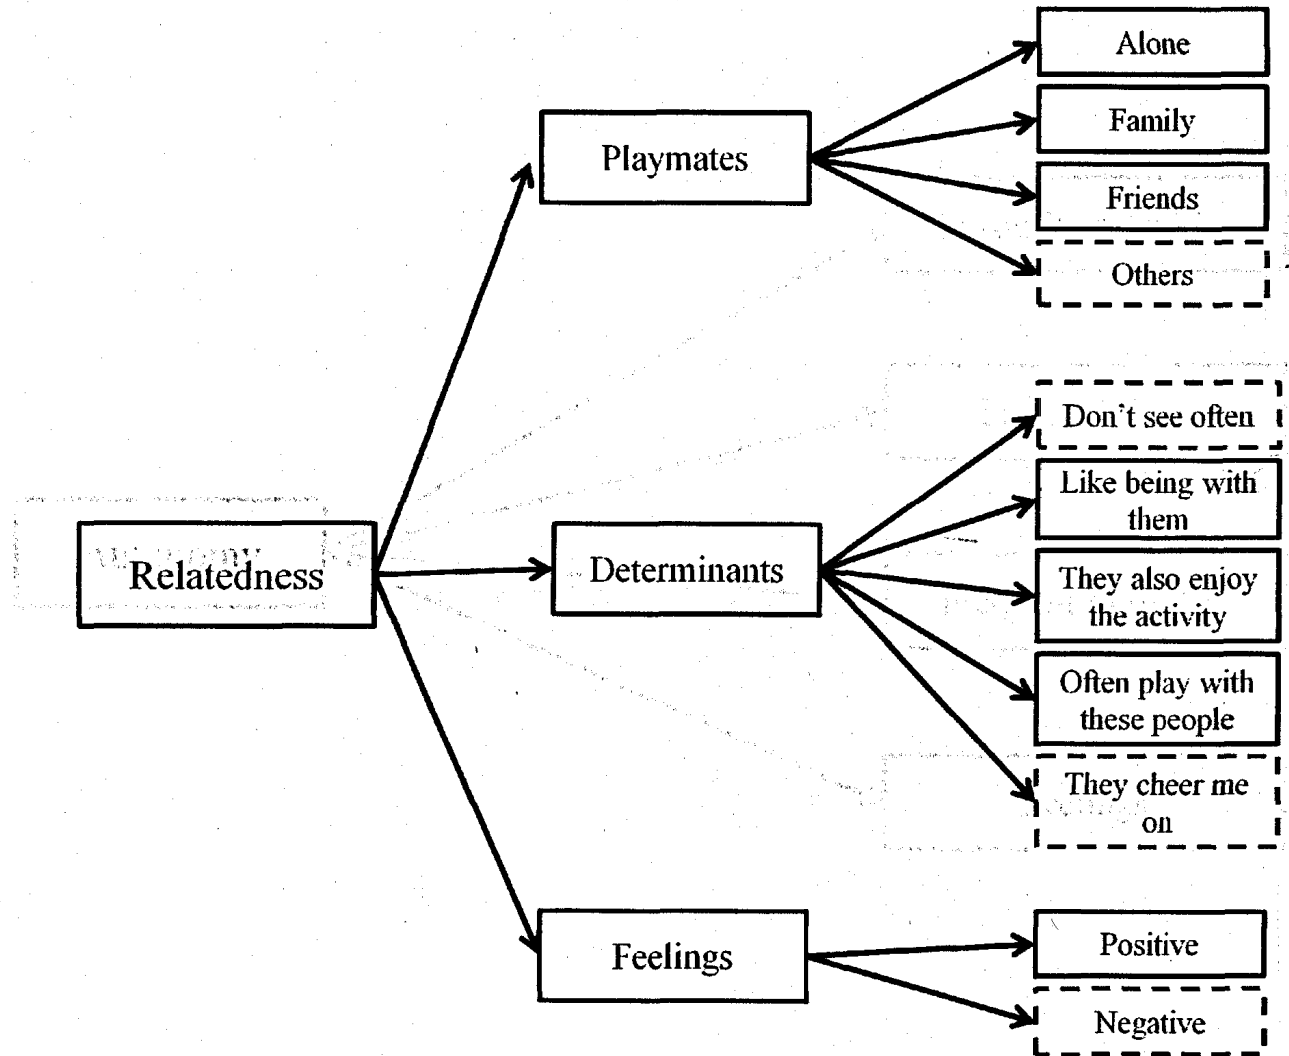 Alone
Family
Playmates
Friends
Others
Don't see often
Like being with
them
Relatedness
Determinants
They also enjoy
the activity
Often play with
these people
They cheer me
on
Feelings
Positive
Negative